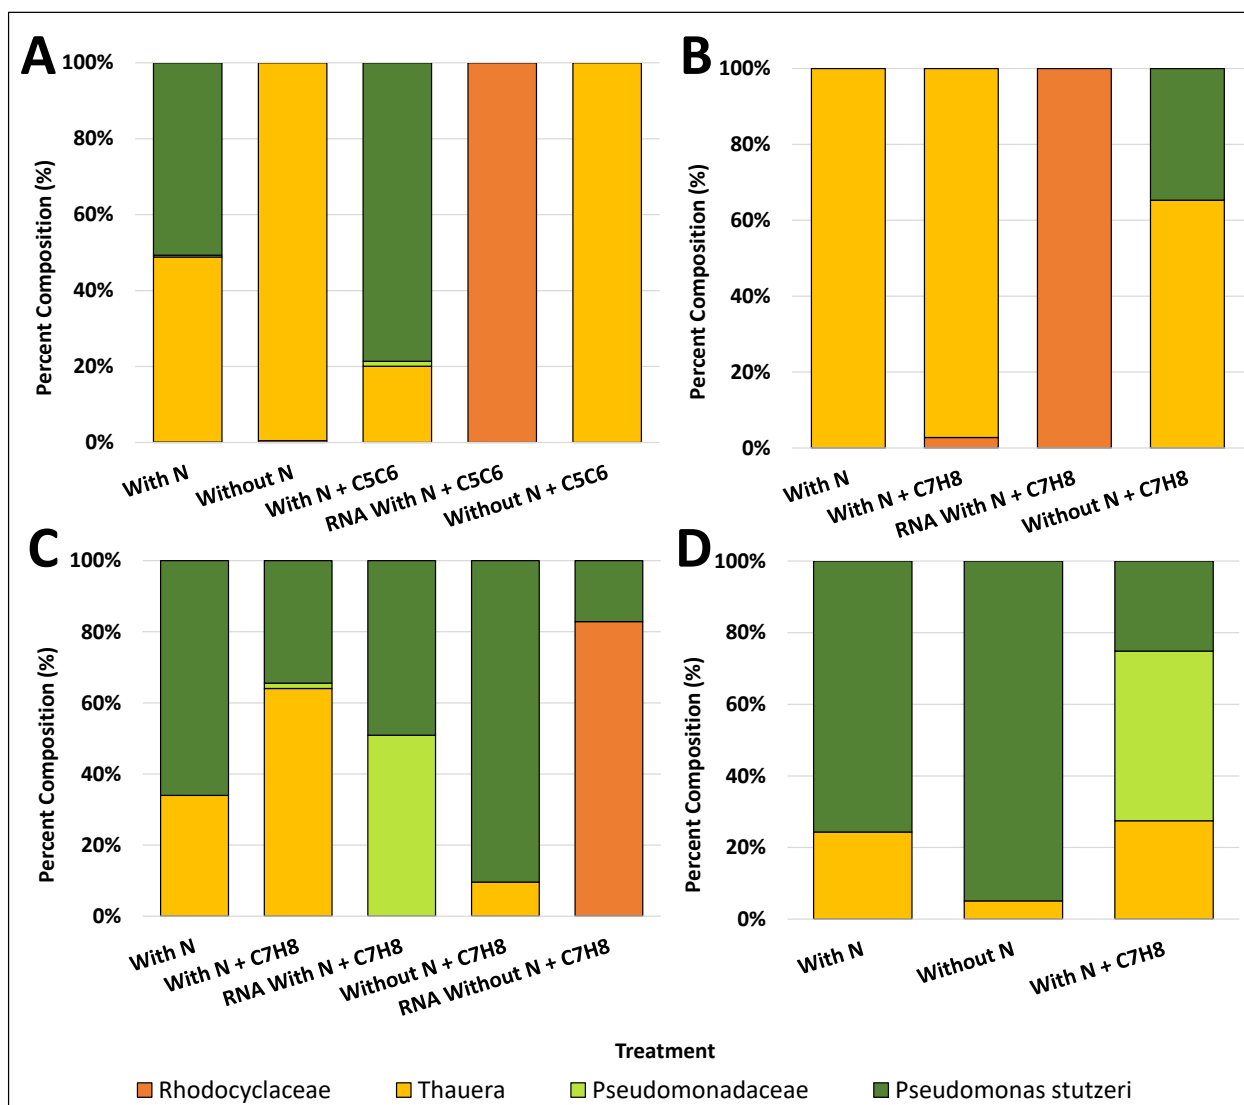 A
Percent Composition (%)
100%
80%
60%
40%
20%
0%
With N
Without N
With N + C5C6
RNA With N + C5C6
Without N + C5C6
B
Percent Composition (%)
100%
80%
60%
40%
20%
0%
With N
With N + C7H8
RNA With N + C7H8
Without N + C7H8
C
Percent Composition (%)
100%
80%
60%
40%
20%
0%
With N
With N + C7H8
RNA With N + C7H8
Without N + C7H8
RNA Without N + C7H8
D
Percent Composition (%)
100%
80%
60%
40%
20%
0%
With N
Without N
With N + C7H8
Treatment
Rhodocyclaceae
Thauera
Pseudomonadaceae
Pseudomonas stutzeri